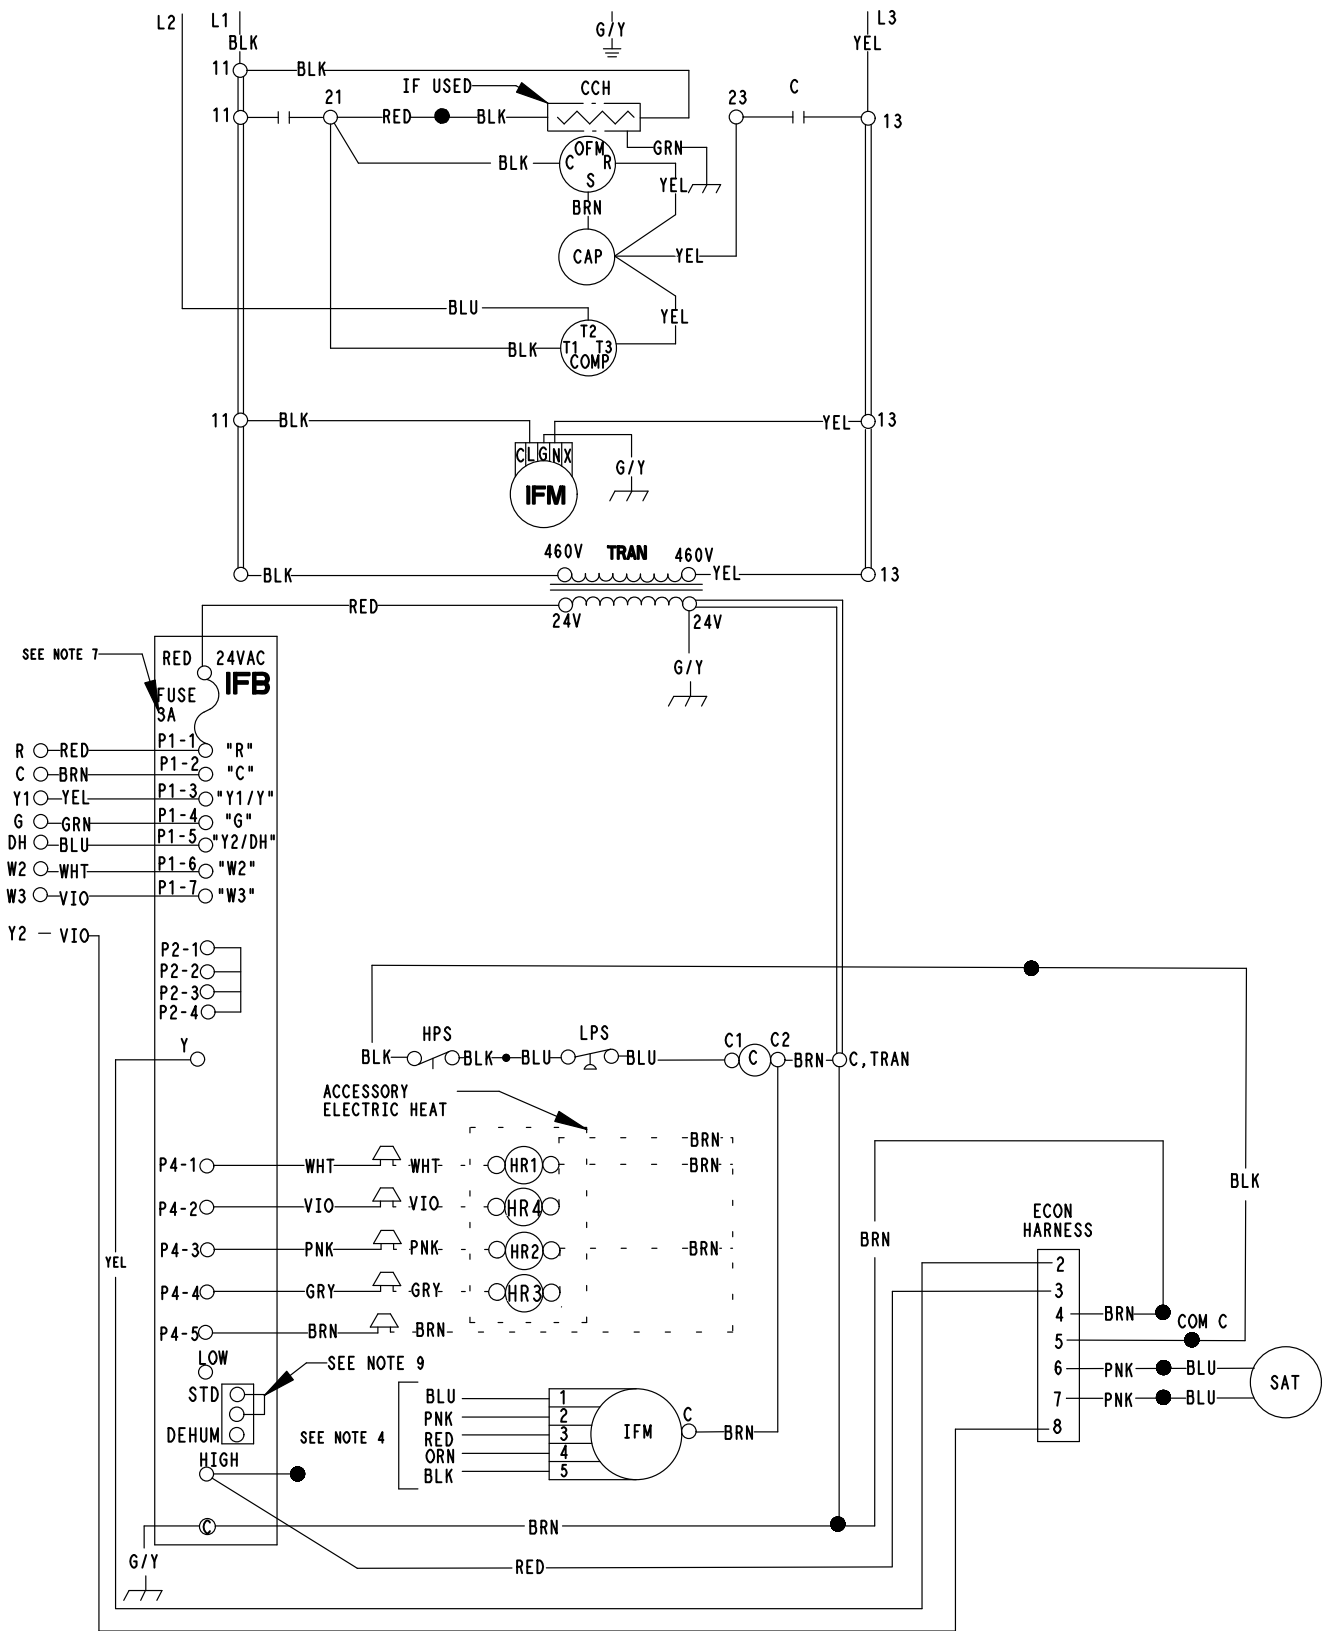 L2 L1 G/Y L3
BLK YEL
11 BLK
IF USED CCH C
21 23
11 RED BLK 13
GRN
BLK C OFM R
S YEL
BRN
CAP YEL
BLU YEL
T2
BLK T1 T3
COMP
11 BLK YEL 13
C L G N X
G/Y
IFM
460V TRAN 460V
BLK YEL 13
RED
24V 24V
SEE NOTE 7 RED 24VAC G/Y
IFB
FUSE
3A
R RED P1-1 "R"
C BRN P1-2 "C"
Y1 YEL P1-3 "Y1/Y"
G GRN P1-4 "G"
DH BLU P1-5 "Y2/DH"
W2 WHT P1-6 "W2"
W3 VIO P1-7 "W3"
Y2 – VIO
P2-1
P2-2
P2-3
P2-4
Y HPS LPS C1 C2
BLK BLK BLU BLU C BRN C, TRAN
ACCESSORY
ELECTRIC HEAT
BRN
P4-1 WHT WHT HR1 BRN
BLK
P4-2 VIO VIO HR4
ECON
HARNESS
BRN
P4-3 PNK PNK HR2 BRN
YEL
2
P4-4 GRY GRY HR3 3
4 BRN
COM C
P4-5 BRN BRN 5
LOW
SEE NOTE 9 6 PNK BLU
SAT
STD 7 PNK BLU
BLU 1
PNK 2 C
DEHUM SEE NOTE 4 RED 3 IFM BRN 8
ORN 4
HIGH BLK 5
C BRN
G/Y RED